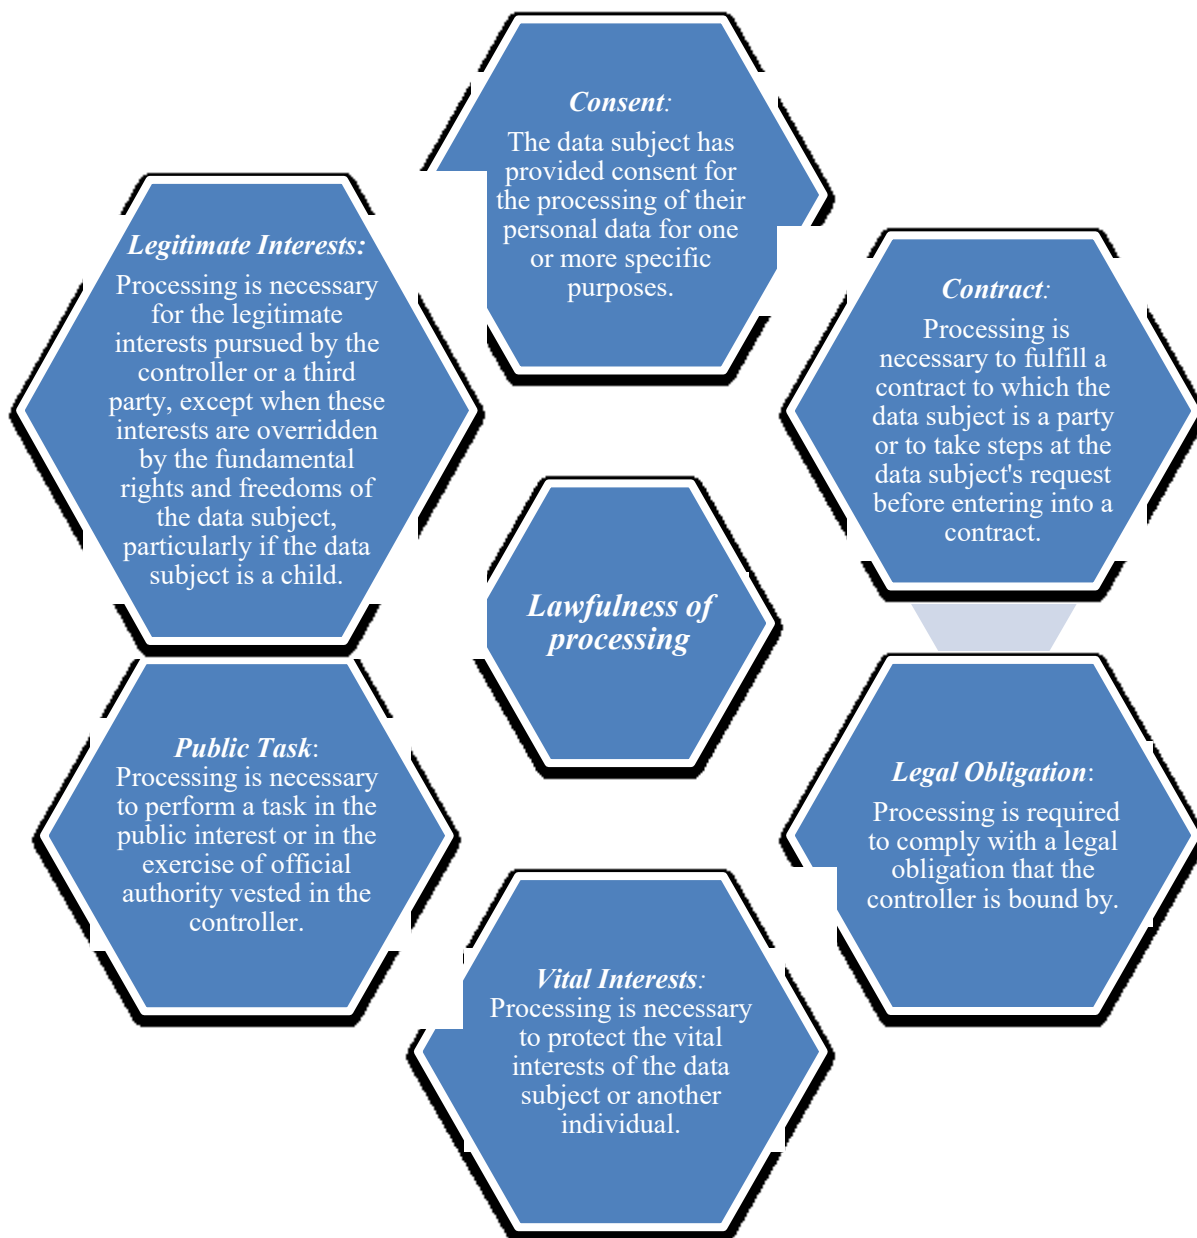 Consent:
The data subject has
provided consent for
the processing of their
personal data for one
or more specific
purposes.
Legitimate Interests:
Processing is necessary
for the legitimate
interests pursued by the
controller or a third
party, except when these
interests are overridden
by the fundamental
rights and freedoms of
the data subject,
particularly if the data
subject is a child.
Contract:
Processing is
necessary to fulfill a
contract to which the
data subject is a party
or to take steps at the
data subject's request
before entering into a
contract.
Lawfulness of
processing
Public Task:
Processing is necessary
to perform a task in the
public interest or in the
exercise of official
authority vested in the
controller.
Legal Obligation:
Processing is required
to comply with a legal
obligation that the
controller is bound by.
Vital Interests:
Processing is necessary
to protect the vital
interests of the data
subject or another
individual.